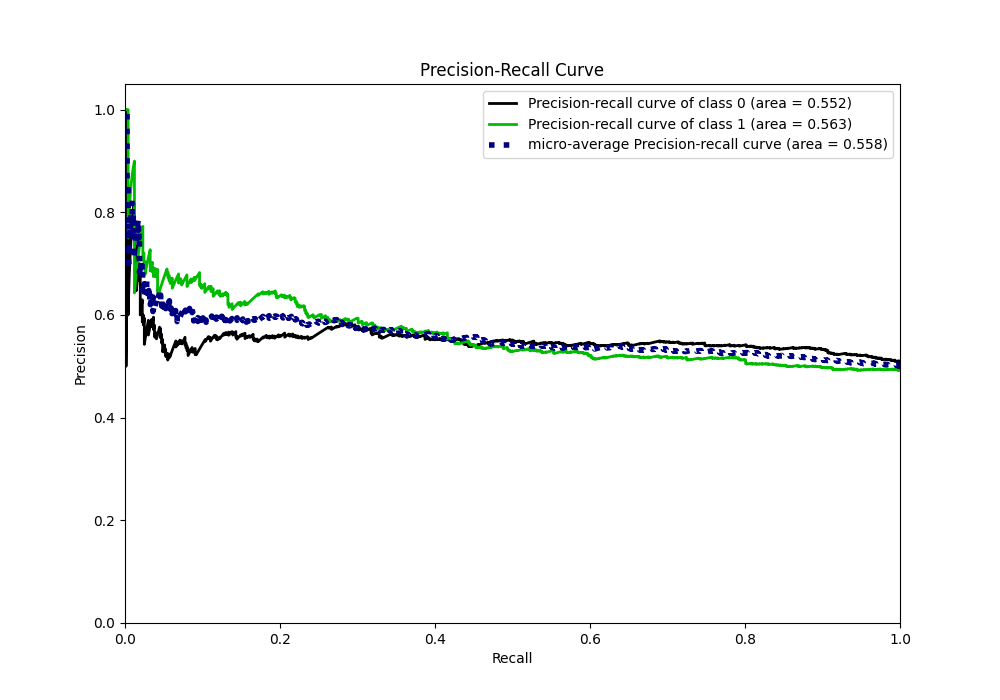 Precision-Recall Curve
Precision-recall curve of class 0 (area = 0.552)
Precision-recall curve of class 1 (area = 0.563)
micro-average Precision-recall curve (area = 0.558)
1.0
0.8
0.6
0.4
0.2
0.0
Precision
0.0 0.2 0.4 0.6 0.8 1.0
Recall